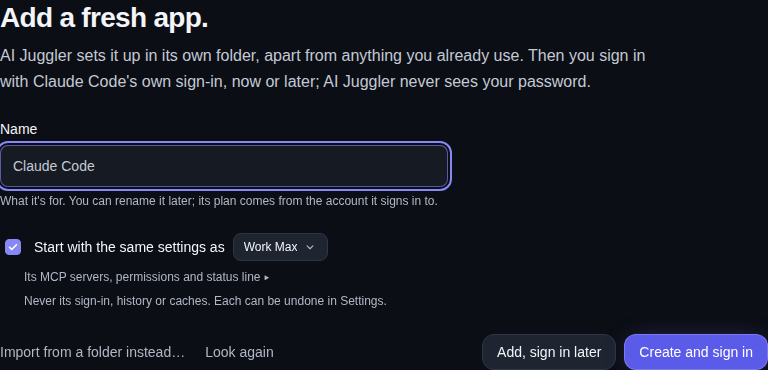 Add a fresh app.
AI Juggler sets it up in its own folder, apart from anything you already use. Then you sign in
with Claude Code's own sign-in, now or later; AI Juggler never sees your password.
Name
Claude Code
What it's for. You can rename it later; its plan comes from the account it signs in to.
Start with the same settings as Work Max
Its MCP servers, permissions and status line ▸
Never its sign-in, history or caches. Each can be undone in Settings.
Import from a folder instead… Look again Add, sign in later Create and sign in